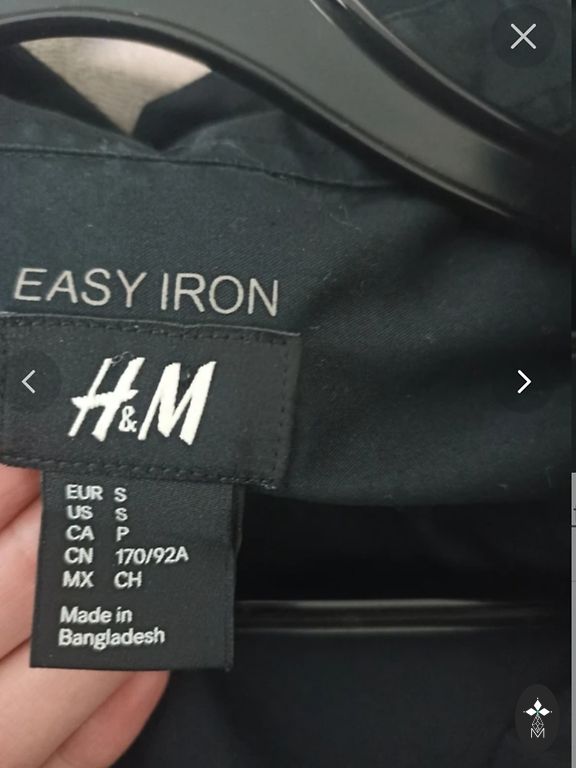 EASY IRON
H&M
EUR S
US S
CA P
CN 170/92A
MX CH
Made in
Bangladesh
M